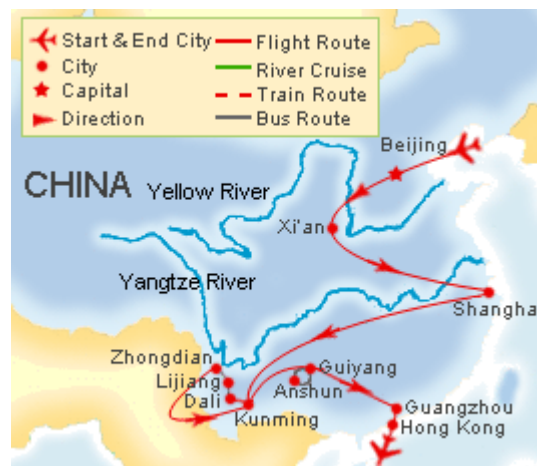 Start & End City
City
Capital
Direction
Flight Route
River Cruise
Train Route
Bus Route
Beijing
CHINA
Yellow River
Xi'an
Yangtze River
Shangha
Zhongdian
Guiyang
Lijiang
Anshun
Dali
Kunming
Guangzhou
Hong Kong